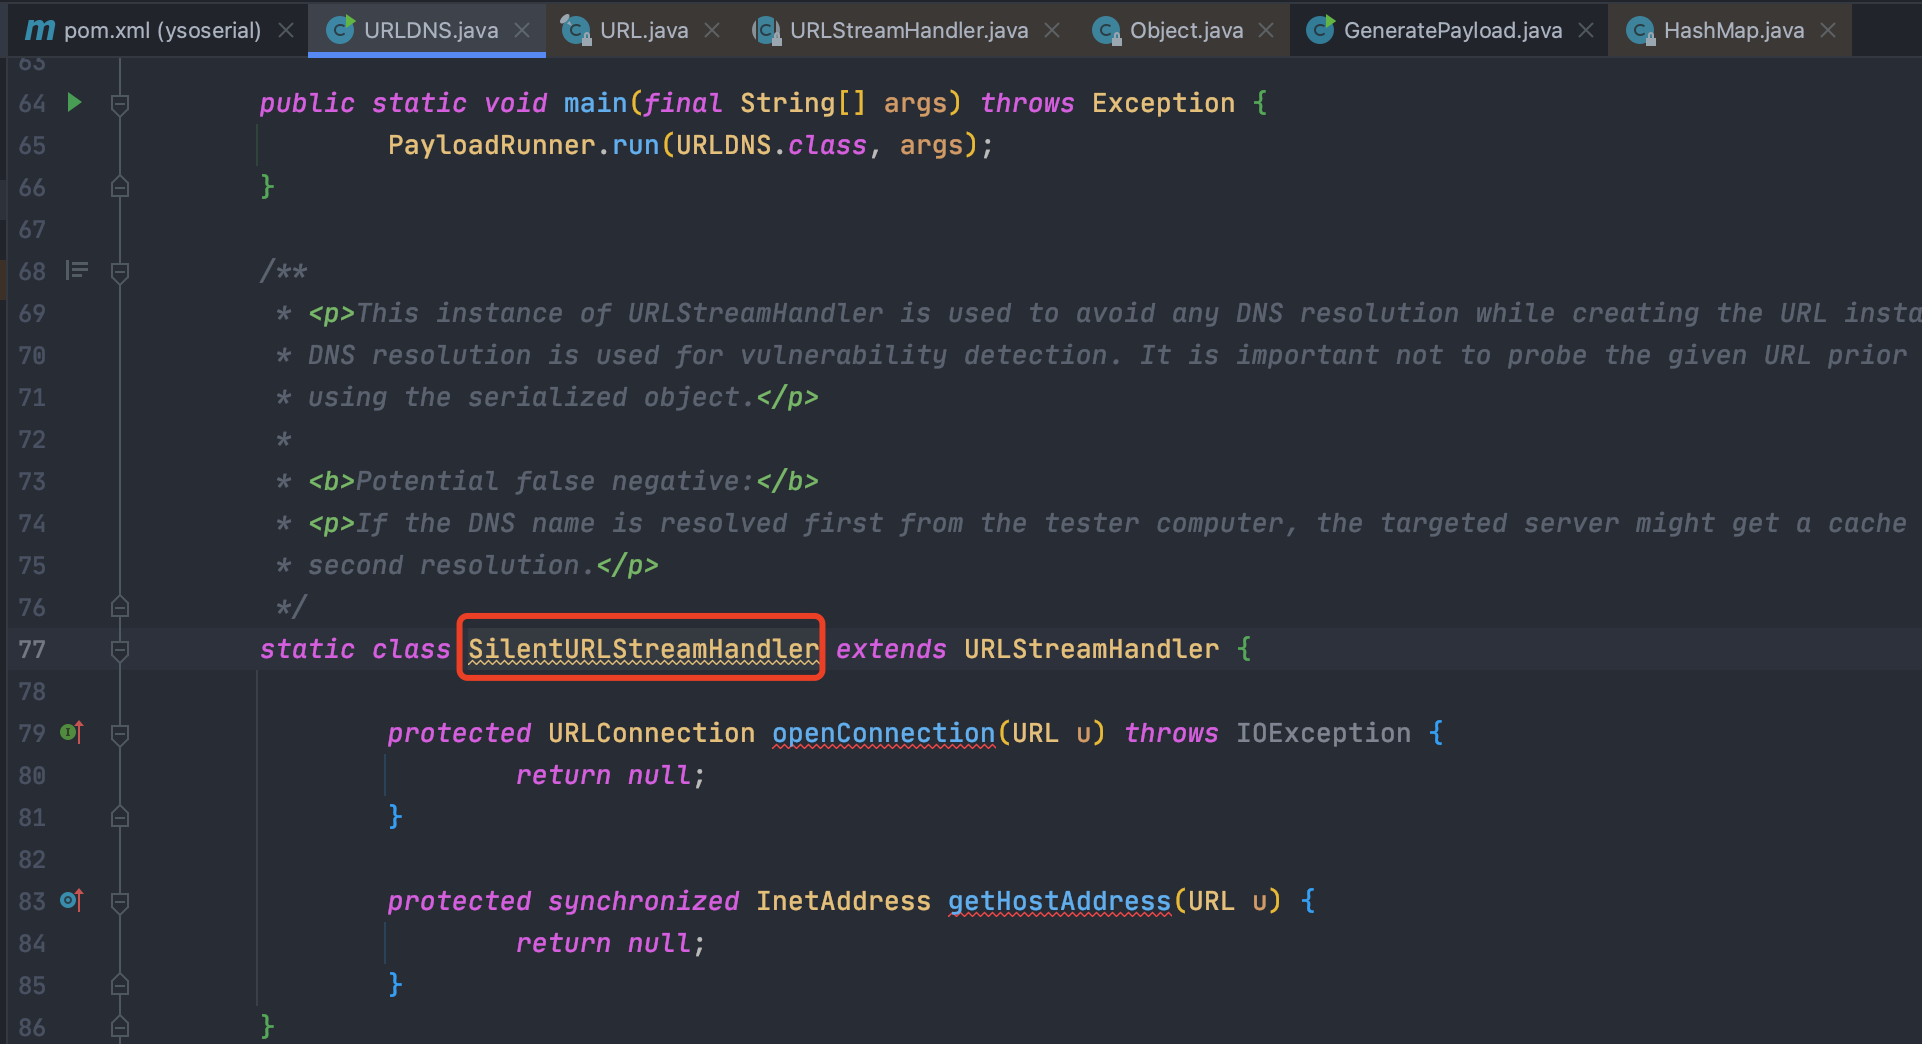 m pom.xml (ysoserial) URLDNS.java URL.java URLStreamHandler.java Object.java GeneratePayload.java HashMap.java
63
64 public static void main(final String[] args) throws Exception {
65 PayloadRunner.run(URLDNS.class, args);
66 }
67
68 /**
69 * <p>This instance of URLStreamHandler is used to avoid any DNS resolution while creating the URL insta
70 * DNS resolution is used for vulnerability detection. It is important not to probe the given URL prior
71 * using the serialized object.</p>
72 *
73 * <b>Potential false negative:</b>
74 * <p>If the DNS name is resolved first from the tester computer, the targeted server might get a cache
75 * second resolution.</p>
76 */
77 static class SilentURLStreamHandler extends URLStreamHandler {
78
79 protected URLConnection openConnection(URL u) throws IOException {
80 return null;
81 }
82
83 protected synchronized InetAddress getHostAddress(URL u) {
84 return null;
85 }
86 }